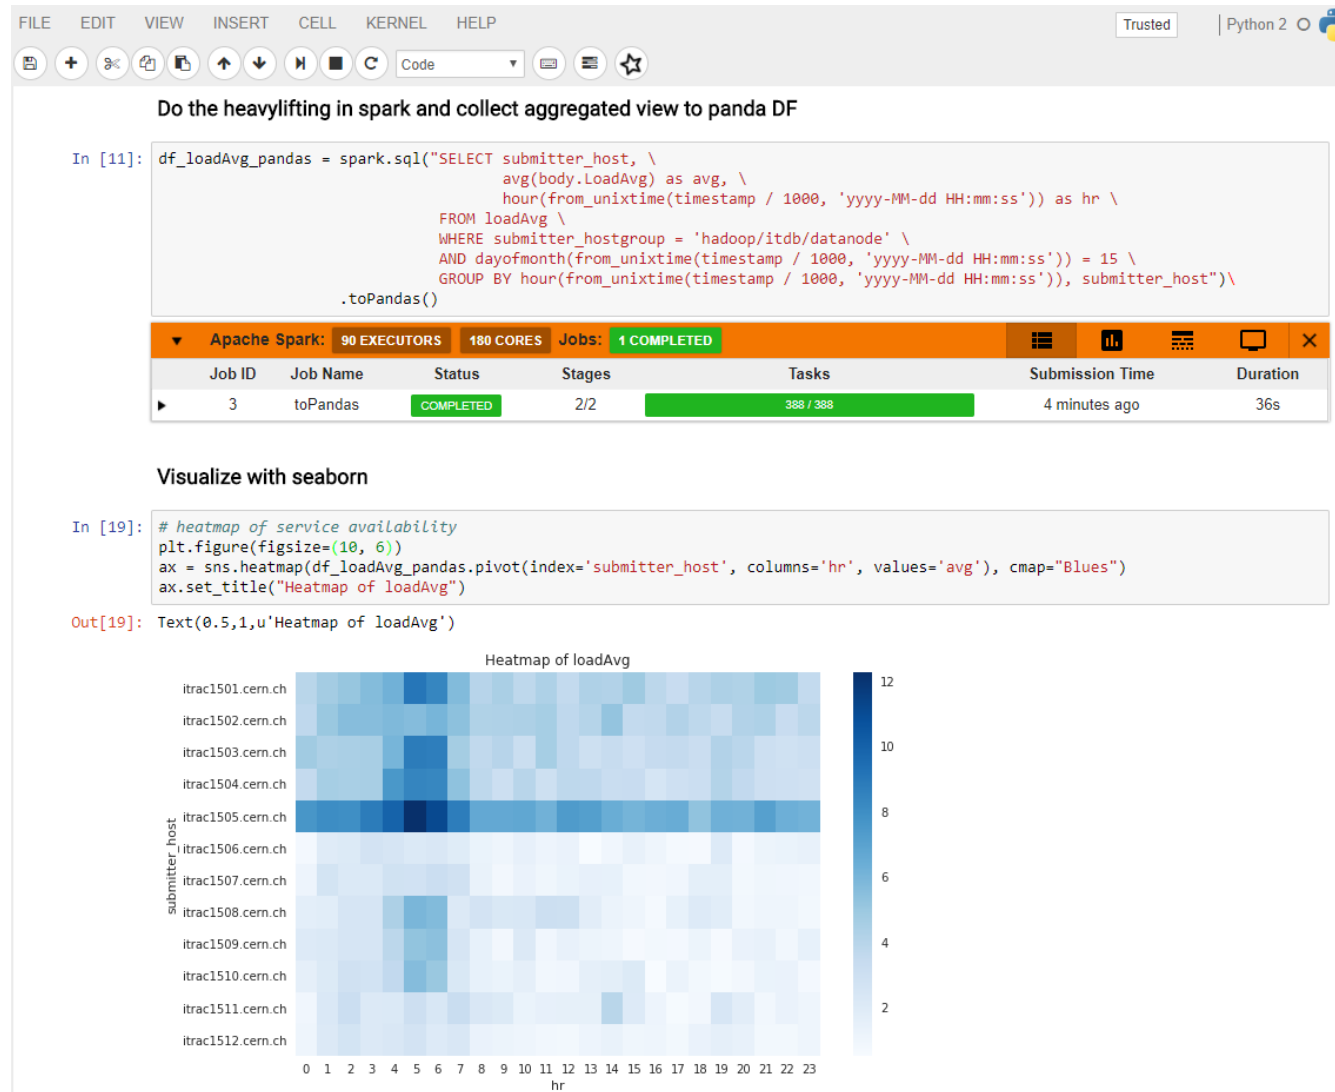 FILE EDIT VIEW INSERT CELL KERNEL HELP Trusted Python 2
Code
Do the heavylifting in spark and collect aggregated view to panda DF
In [11]: df_loadAvg_pandas = spark.sql("SELECT submitter_host, \
avg(body.LoadAvg) as avg, \
hour(from_unixtime(timestamp / 1000, 'yyyy-MM-dd HH:mm:ss')) as hr \
FROM loadAvg \
WHERE submitter_hostgroup = 'hadoop/itdb/datanode' \
AND dayofmonth(from_unixtime(timestamp / 1000, 'yyyy-MM-dd HH:mm:ss')) = 15 \
GROUP BY hour(from_unixtime(timestamp / 1000, 'yyyy-MM-dd HH:mm:ss')), submitter_host")\
.toPandas()
Apache Spark: 90 EXECUTORS 180 CORES Jobs: 1 COMPLETED
Job ID Job Name Status Stages Tasks Submission Time Duration
3 toPandas COMPLETED 2/2 388 / 388 4 minutes ago 36s
Visualize with seaborn
In [19]: # heatmap of service availability
plt.figure(figsize=(10, 6))
ax = sns.heatmap(df_loadAvg_pandas.pivot(index='submitter_host', columns='hr', values='avg'), cmap="Blues")
ax.set_title("Heatmap of loadAvg")
Out[19]: Text(0.5,1,u'Heatmap of loadAvg')
Heatmap of loadAvg
submitter_host
itrac1501.cern.ch
itrac1502.cern.ch
itrac1503.cern.ch
itrac1504.cern.ch
itrac1505.cern.ch
itrac1506.cern.ch
itrac1507.cern.ch
itrac1508.cern.ch
itrac1509.cern.ch
itrac1510.cern.ch
itrac1511.cern.ch
itrac1512.cern.ch
0 1 2 3 4 5 6 7 8 9 10 11 12 13 14 15 16 17 18 19 20 21 22 23
hr
12
10
8
6
4
2